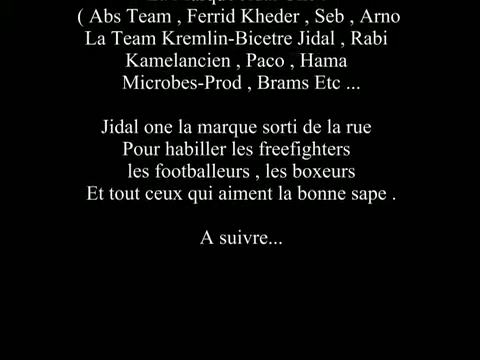 ( Abs Team , Ferrid Kheder , Seb , Arno
La Team Kremlin-Bicetre Jidal , Rabi
Kamelancien , Paco , Hama
Microbes-Prod , Brams Etc ...
Jidal one la marque sorti de la rue
Pour habiller les freefighters
les footballeurs , les boxeurs
Et tout ceux qui aiment la bonne sape .
A suivre...